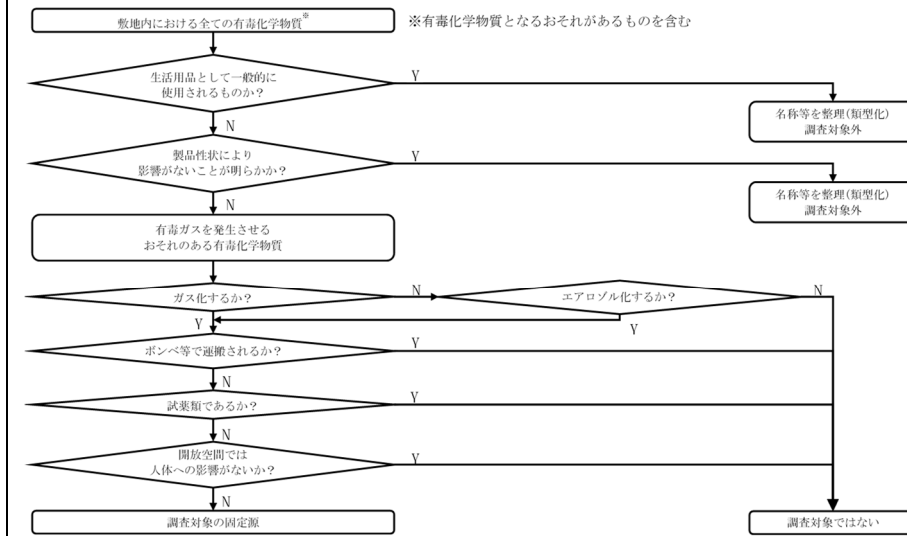 敷地内における全ての有毒化学物質※
※有毒化学物質となるおそれがあるものを含む
生活用品として一般的に
使用されるものか？
Y
名称等を整理(類型化)
調査対象外
N
製品性状により
影響がないことが明らかか？
Y
名称等を整理(類型化)
調査対象外
N
有毒ガスを発生させる
おそれのある有毒化学物質
ガス化するか？
N
エアロゾル化するか？
N
Y
Y
ボンベ等で運搬されるか？
Y
N
試薬類であるか？
Y
N
開放空間では
人体への影響がないか？
Y
N
調査対象の固定源
調査対象ではない